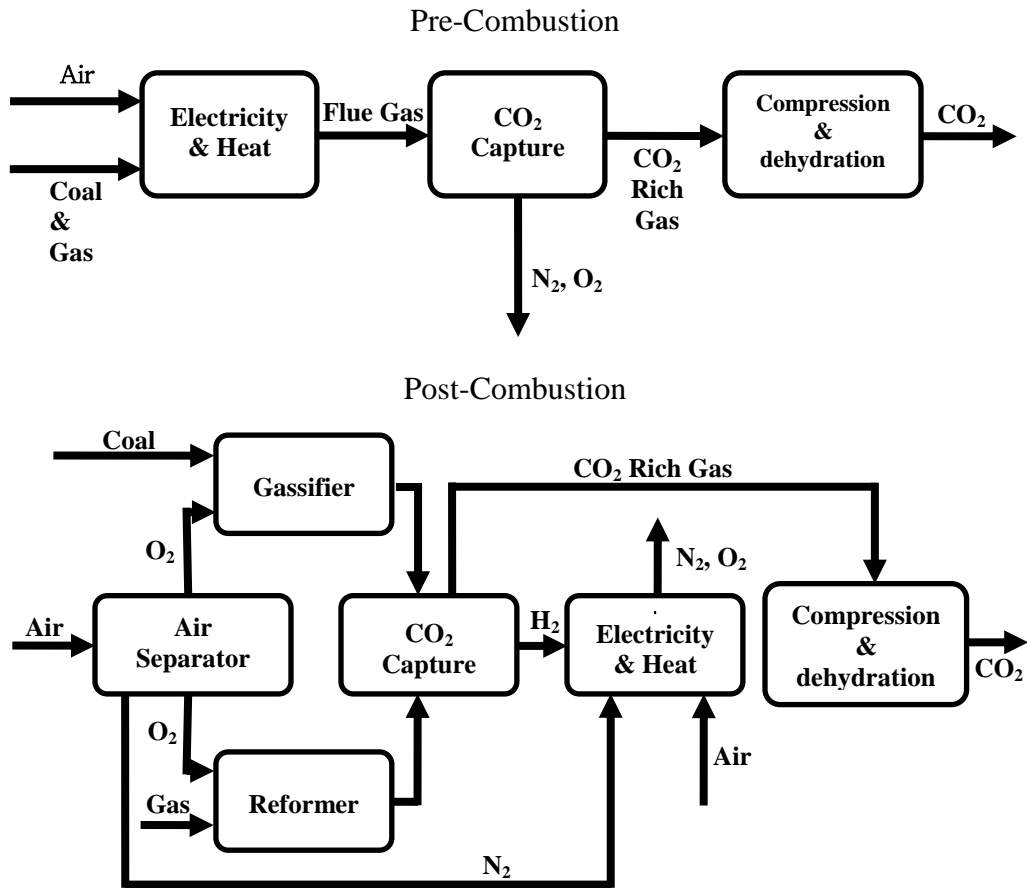 Pre-Combustion
Air
Electricity
& Heat
Flue Gas
CO₂
Capture
Compression
&
dehydration
CO₂
Coal
&
Gas
CO₂
Rich
Gas
N₂, O₂
Post-Combustion
Coal
Gassifier
CO₂ Rich Gas
O₂
N₂, O₂
Air
Air
Separator
CO₂
Capture
H₂
Electricity
& Heat
Compression
&
dehydration
CO₂
O₂
Air
Gas
Reformer
N₂